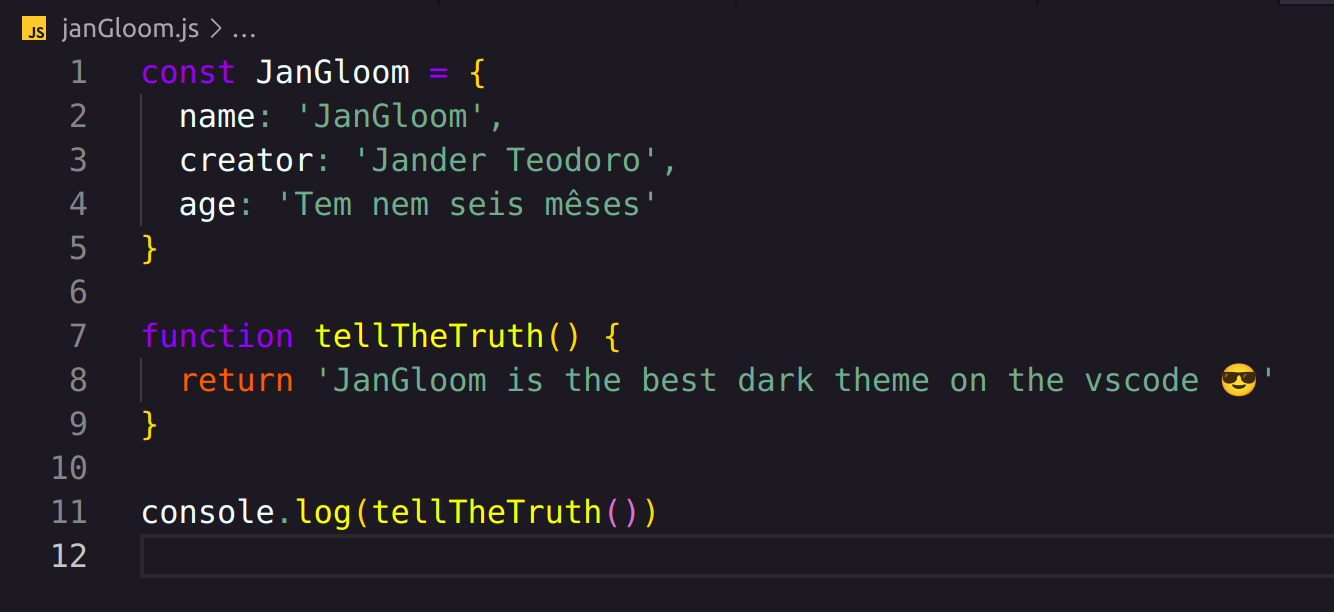 JS janGloom.js > ...
1 const JanGloom = {
2   name: 'JanGloom',
3   creator: 'Jander Teodoro',
4   age: 'Tem nem seis mêses'
5 }
6
7 function tellTheTruth() {
8   return 'JanGloom is the best dark theme on the vscode 😎'
9 }
10
11 console.log(tellTheTruth())
12